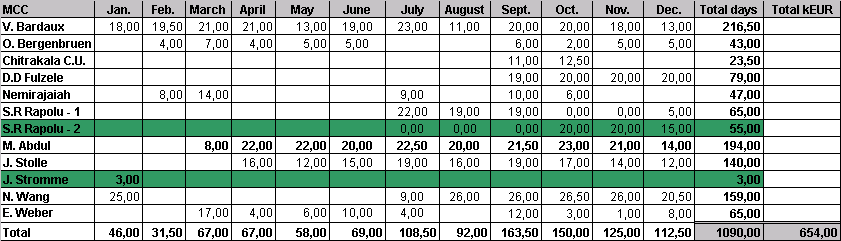 MCC Jan. Feb. March April May June July August Sept. Oct. Nov. Dec. Total days Total kEUR
V. Bardaux 18,00 19,50 21,00 21,00 13,00 19,00 23,00 11,00 20,00 20,00 18,00 13,00 216,50
O. Bergenbruen 4,00 7,00 4,00 5,00 5,00 6,00 2,00 5,00 5,00 43,00
Chitrakala C.U. 11,00 12,50 23,50
D.D Fulzele 19,00 20,00 20,00 20,00 79,00
Nemirajaiah 8,00 14,00 9,00 10,00 6,00 47,00
S.R Rapolu - 1 22,00 19,00 19,00 0,00 0,00 5,00 65,00
S.R Rapolu - 2 0,00 0,00 0,00 20,00 20,00 15,00 55,00
M. Abdul 8,00 22,00 22,00 20,00 22,50 20,00 21,50 23,00 21,00 14,00 194,00
J. Stolle 16,00 12,00 15,00 19,00 16,00 19,00 17,00 14,00 12,00 140,00
J. Stromme 3,00 3,00
N. Wang 25,00 9,00 26,00 26,00 26,50 26,00 20,50 159,00
E. Weber 17,00 4,00 6,00 10,00 4,00 12,00 3,00 1,00 8,00 65,00
Total 46,00 31,50 67,00 67,00 58,00 69,00 108,50 92,00 163,50 150,00 125,00 112,50 1090,00 654,00